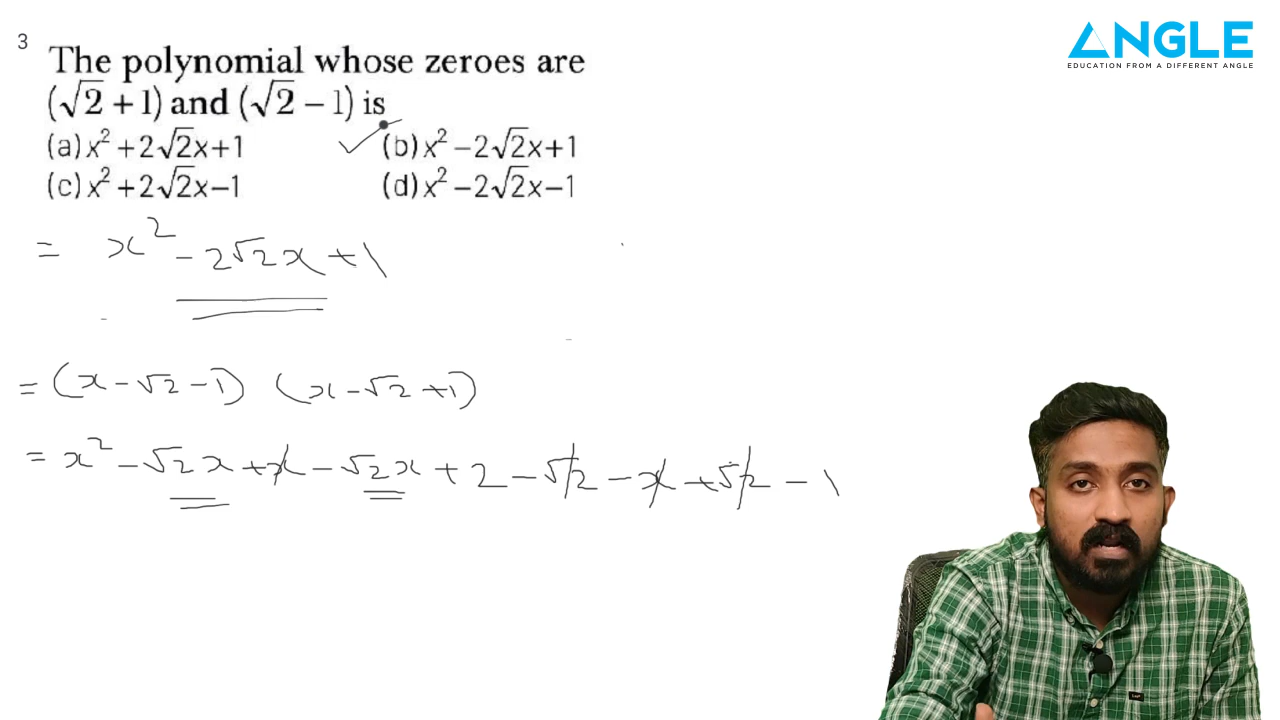 3
ANGLE
EDUCATION FROM A DIFFERENT ANGLE
The polynomial whose zeroes are
(√2 + 1) and (√2 − 1) is
(a) x² + 2√2x + 1 (b) x² − 2√2x + 1
(c) x² + 2√2x − 1 (d) x² − 2√2x − 1
= x² − 2√2x + 1
= (x − √2 − 1) (x − √2 + 1)
= x² − √2x + x − √2x + 2 − √2 − x + √2 − 1